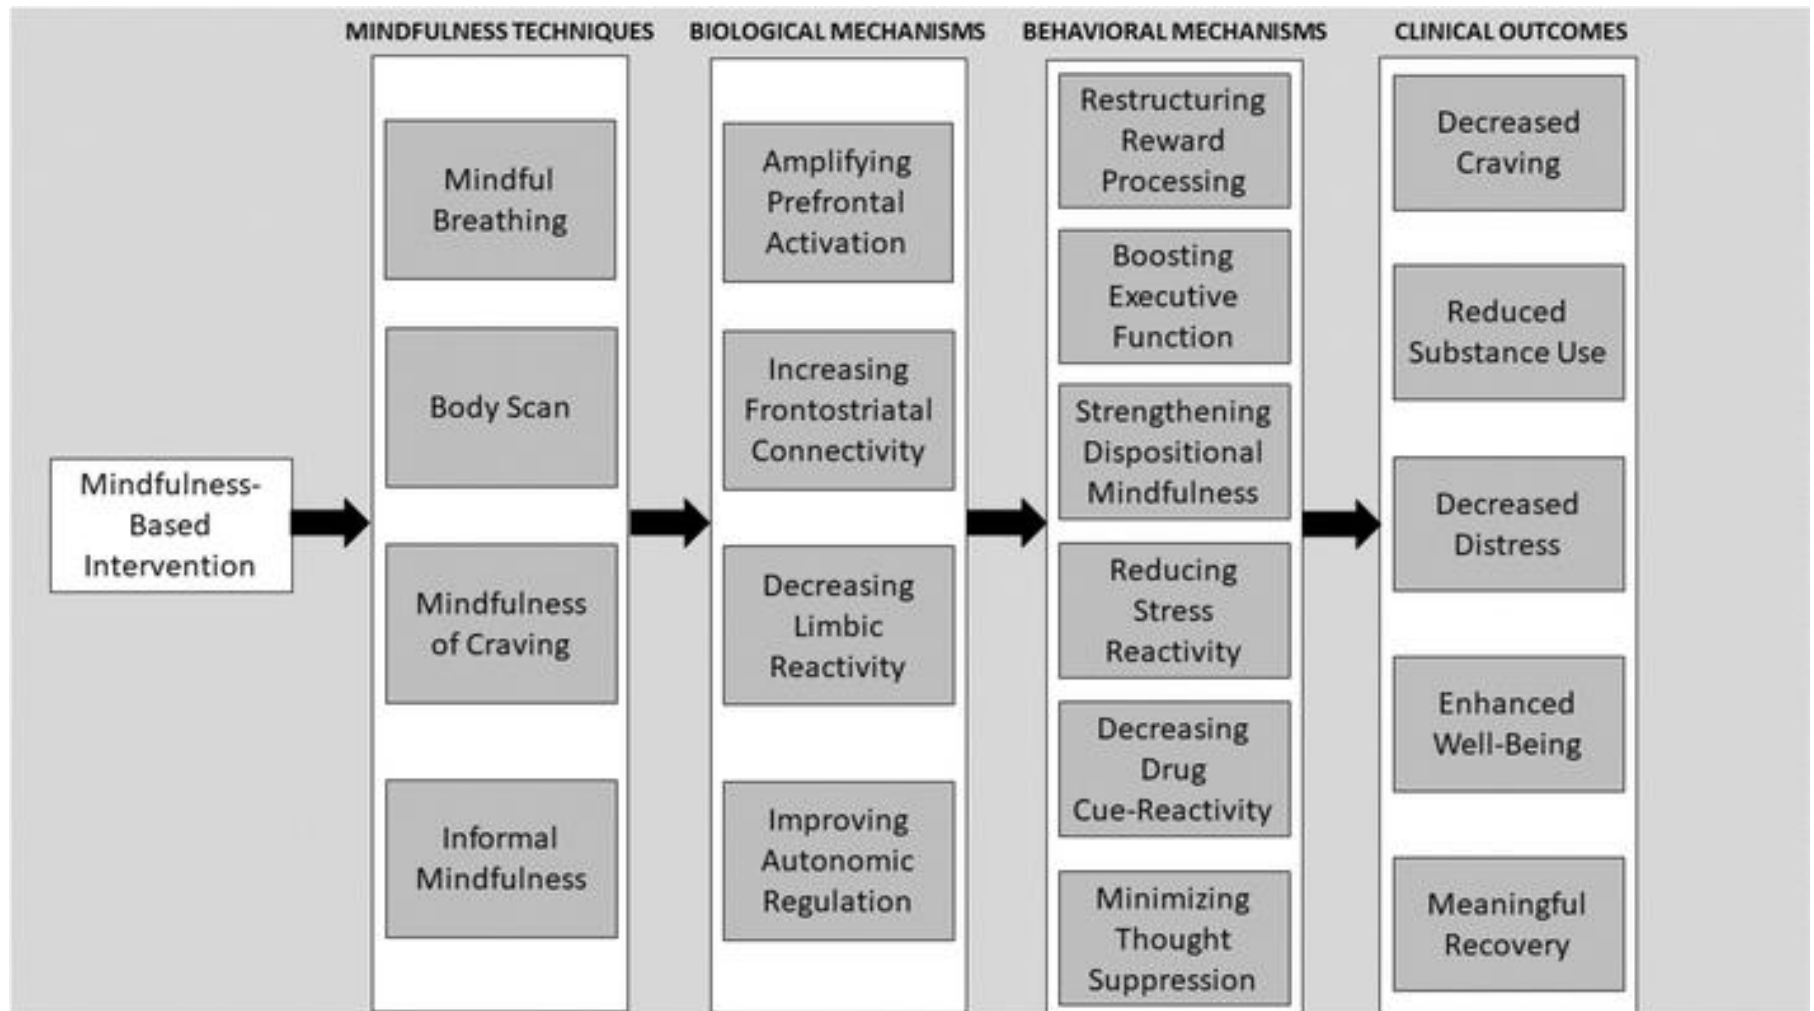 MINDFULNESS TECHNIQUES
BIOLOGICAL MECHANISMS
BEHAVIORAL MECHANISMS
CLINICAL OUTCOMES
Mindfulness-
Based
Intervention
Mindful
Breathing
Body Scan
Mindfulness
of Craving
Informal
Mindfulness
Amplifying
Prefrontal
Activation
Increasing
Frontostriatal
Connectivity
Decreasing
Limbic
Reactivity
Improving
Autonomic
Regulation
Restructuring
Reward
Processing
Boosting
Executive
Function
Strengthening
Dispositional
Mindfulness
Reducing
Stress
Reactivity
Decreasing
Drug
Cue-Reactivity
Minimizing
Thought
Suppression
Decreased
Craving
Reduced
Substance Use
Decreased
Distress
Enhanced
Well-Being
Meaningful
Recovery